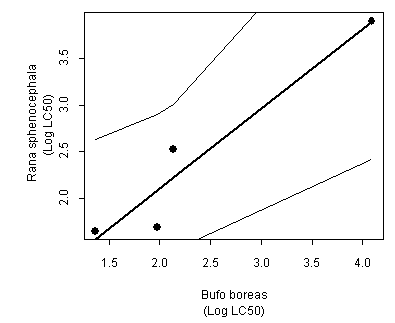 Rana sphenocephala
(Log LC50)
3.5
3.0
2.5
2.0
1.5 2.0 2.5 3.0 3.5 4.0
Bufo boreas
(Log LC50)